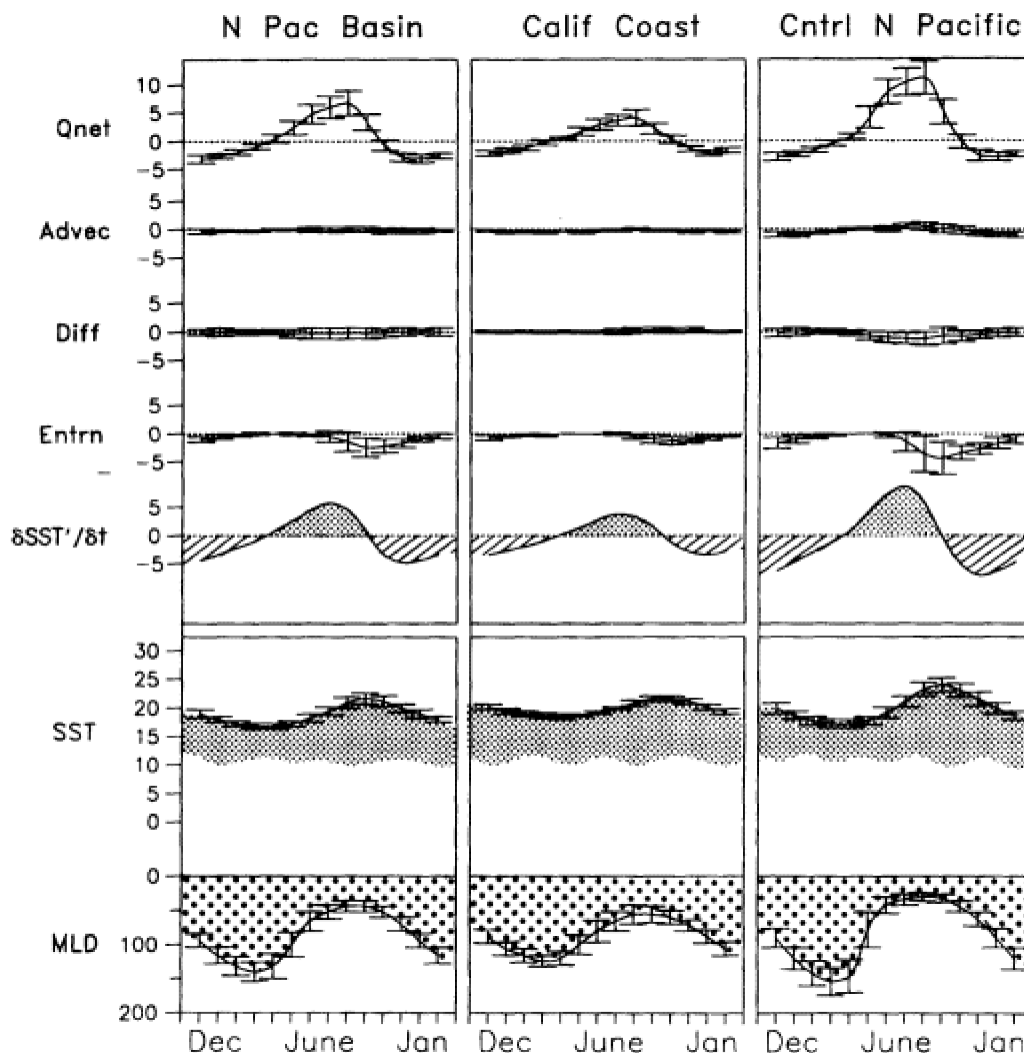 N Pac Basin Calif Coast Cntrl N Pacific
10
5
Qnet
0
-5
5
Advec 0
-5
5
Diff 0
-5
5
Entrn 0
-5
5
δSST'/δt 0
-5
30
25
20
SST 15
10
5
0
0
MLD 100
200
Dec June Jan Dec June Jan Dec June Jan